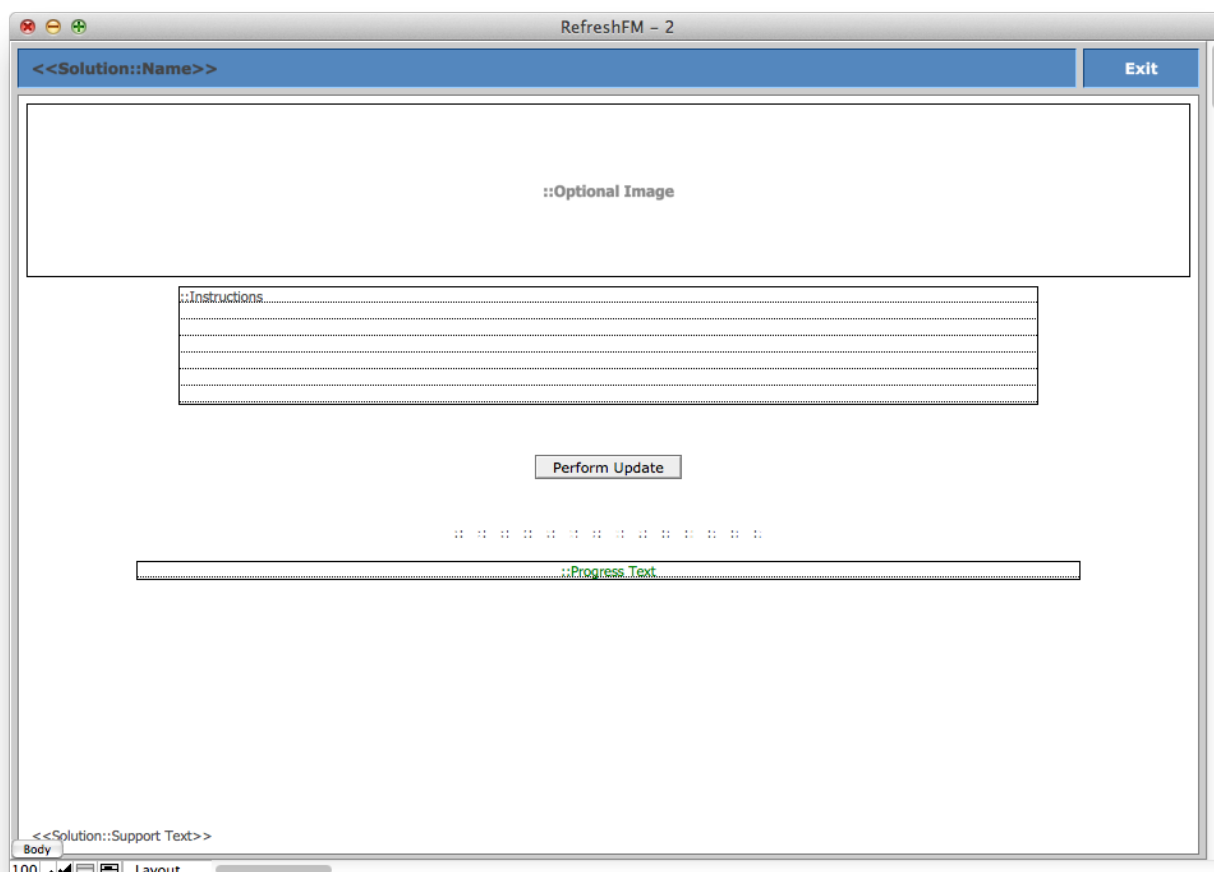 RefreshFM – 2
<<Solution::Name>>
Exit
::Optional Image
::Instructions
Perform Update
:: :: :: :: :: :: :: :: :: :: :: :: :: ::
::Progress Text
<<Solution::Support Text>>
Body
100
Layout